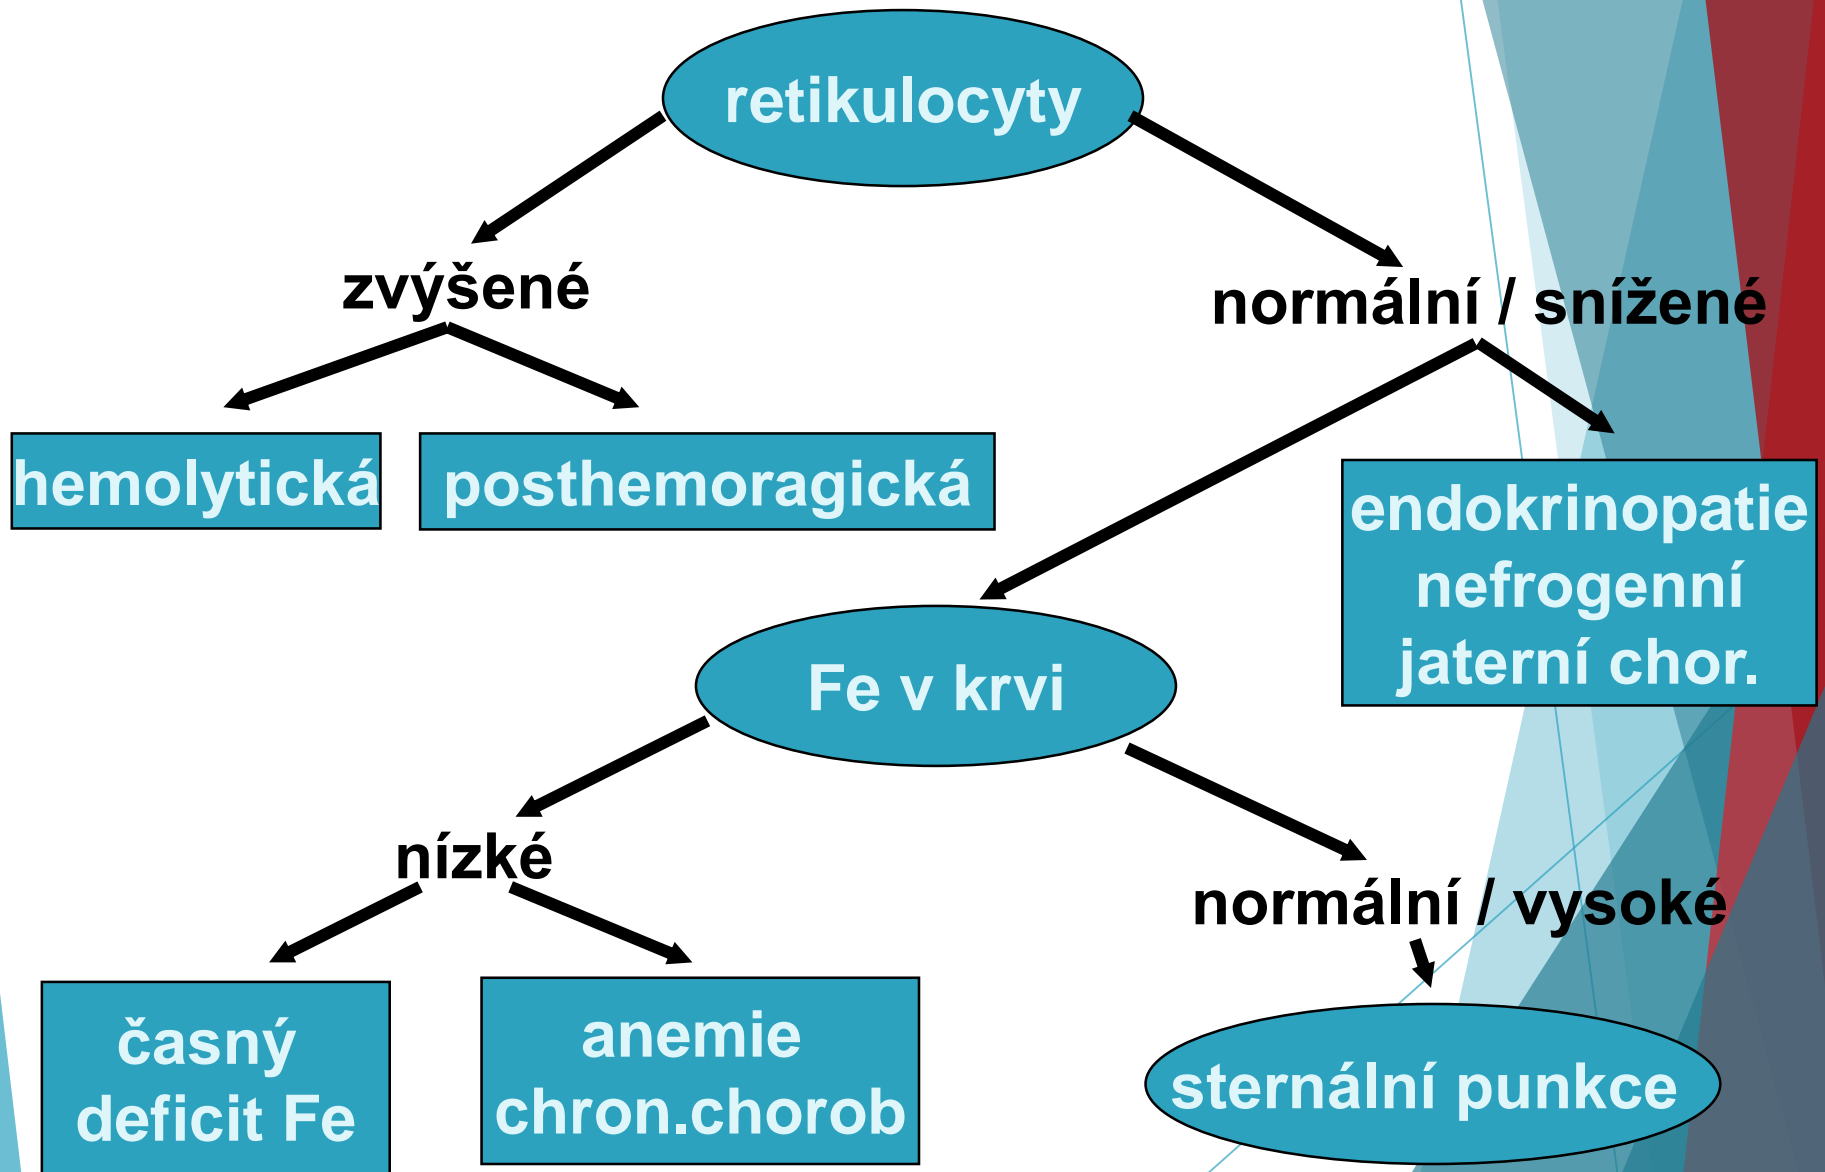 retikulocyty
zvýšené
normální / snížené
hemolytická
posthemoragická
endokrinopatie
nefrogenní
jaterní chor.
Fe v krvi
nízké
normální / vysoké
časný
deficit Fe
anemie
chron.chorob
sternální punkce